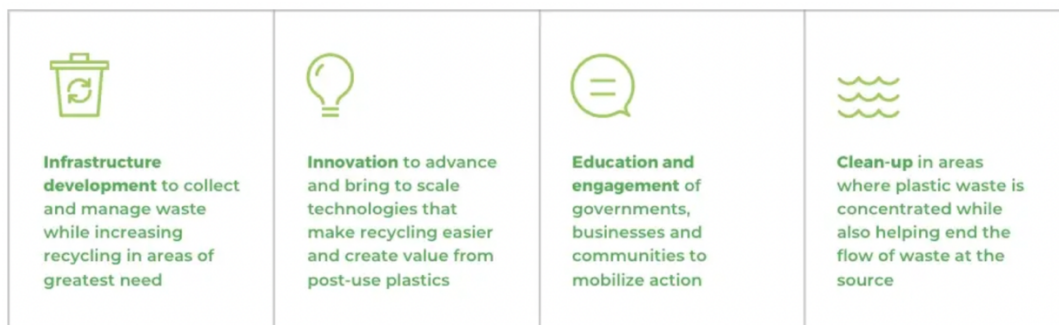 Infrastructure
development to collect
and manage waste
while increasing
recycling in areas of
greatest need
Innovation to advance
and bring to scale
technologies that
make recycling easier
and create value from
post-use plastics
Education and
engagement of
governments,
businesses and
communities to
mobilize action
Clean-up in areas
where plastic waste is
concentrated while
also helping end the
flow of waste at the
source